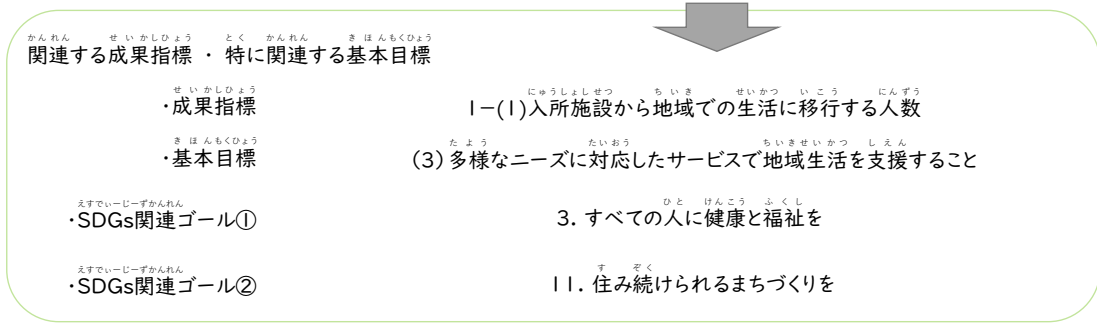 関連する成果指標 ・ 特に関連する基本目標
・成果指標 1−(1)入所施設から地域での生活に移行する人数
・基本目標 (3)多様なニーズに対応したサービスで地域生活を支援すること
・SDGs関連ゴール① 3. すべての人に健康と福祉を
・SDGs関連ゴール② 11. 住み続けられるまちづくりを